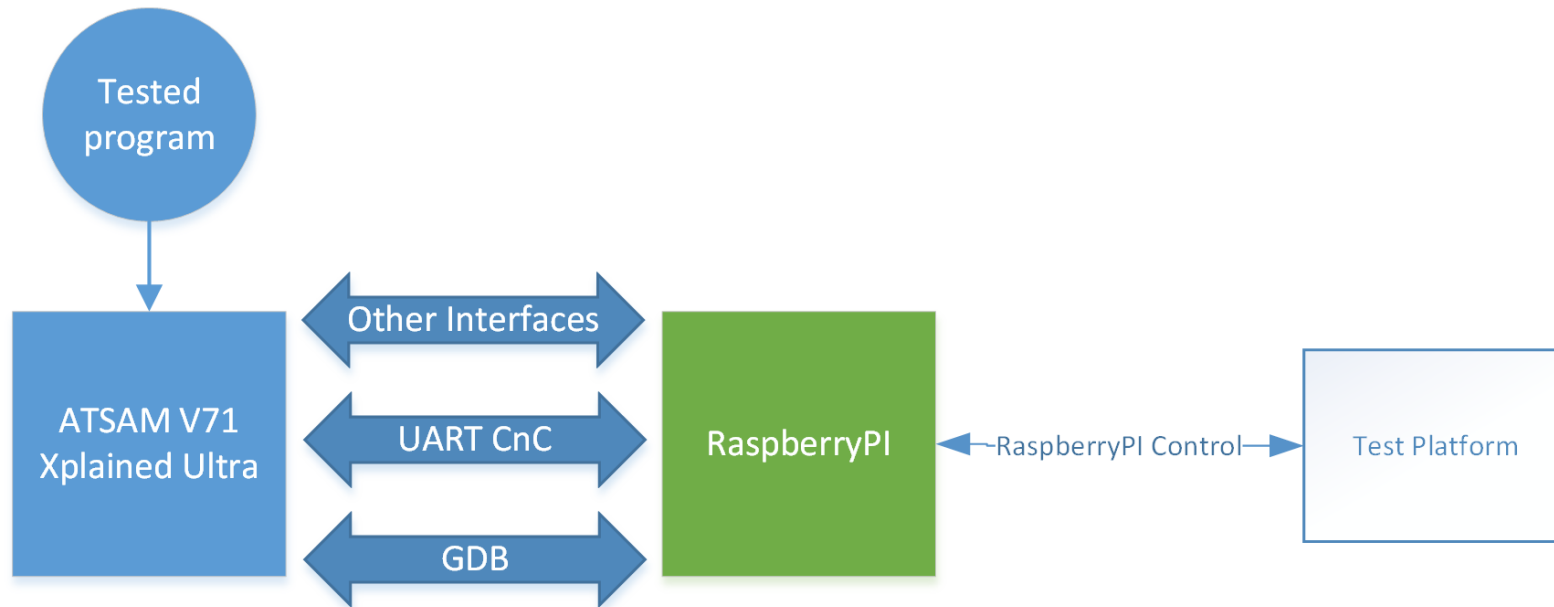 Tested
program
Other Interfaces
ATSAM V71
Xplained Ultra
UART CnC
RaspberryPI
RaspberryPI Control
Test Platform
GDB